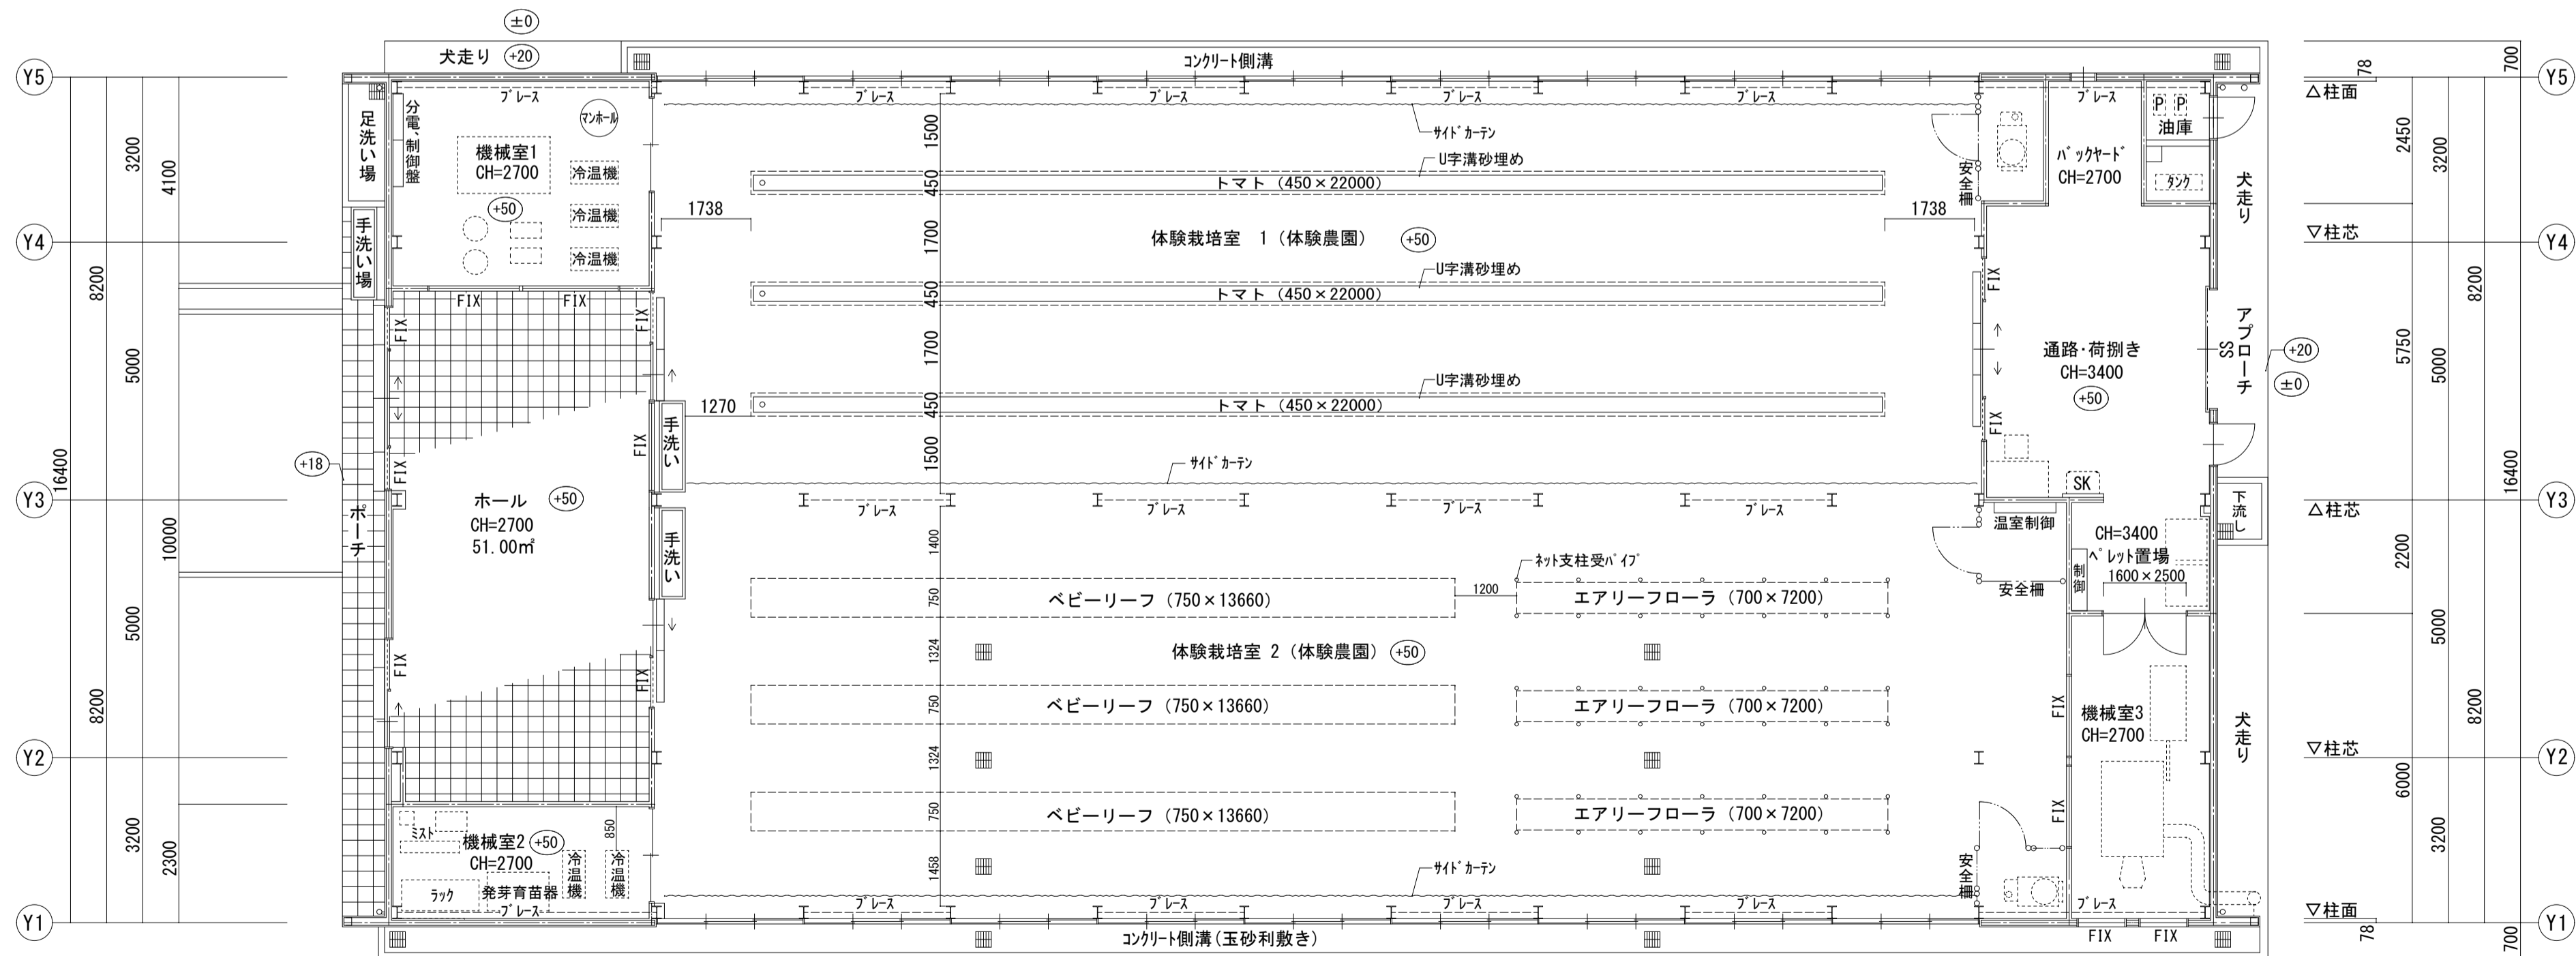 ±0
犬走り +20
コンクリート側溝
Y5
Y5
78
700
△柱面
ブレース
ブレース
ブレース
ブレース
ブレース
ブレース
足洗い場
分電、制御盤
マンホール
サイドカーテン
P P
油庫
機械室1
CH=2700
冷温機
+50
冷温機
冷温機
1500
U字溝砂埋め
トマト (450×22000)
450
安全柵
バックヤード
CH=2700
タンク
犬走り
3200
4100
2450
3200
1738
1738
手洗い場
Y4
体験栽培室 1 (体験農園) +50
1700
▽柱芯
Y4
8200
U字溝砂埋め
トマト (450×22000)
450
FIX
FIX
FIX
FIX
FIX
アプローチ
SS
8200
5000
1700
通路・荷捌き
CH=3400
+50
+20
±0
5750
5000
U字溝砂埋め
トマト (450×22000)
450
1270
手洗い
FIX
FIX
FIX
1500
サイドカーテン
+18
16400
16400
Y3
ホール +50
CH=2700
51.00㎡
ポーチ
ブレース
ブレース
ブレース
ブレース
SK
下流し
△柱芯
Y3
手洗い
1400
温室制御
CH=3400
ペレット置場
1600×2500
制御
安全柵
ネット支柱受パイプ
10000
2200
ベビーリーフ (750×13660)
750
1200
エアリーフローラ (700×7200)
5000
5000
体験栽培室 2 (体験農園) +50
1324
FIX
FIX
FIX
8200
8200
ベビーリーフ (750×13660)
750
エアリーフローラ (700×7200)
機械室3
CH=2700
犬走り
Y2
1324
▽柱芯
Y2
ベビーリーフ (750×13660)
750
エアリーフローラ (700×7200)
FIX
6000
3200
2300
3200
ミスト
機械室2 +50
CH=2700
850
冷温機
冷温機
ラック
発芽育苗器
ブレース
1458
サイドカーテン
安全柵
ブレース
ブレース
ブレース
ブレース
ブレース
Y1
▽柱面
Y1
コンクリート側溝(玉砂利敷き)
FIX
FIX
78
700